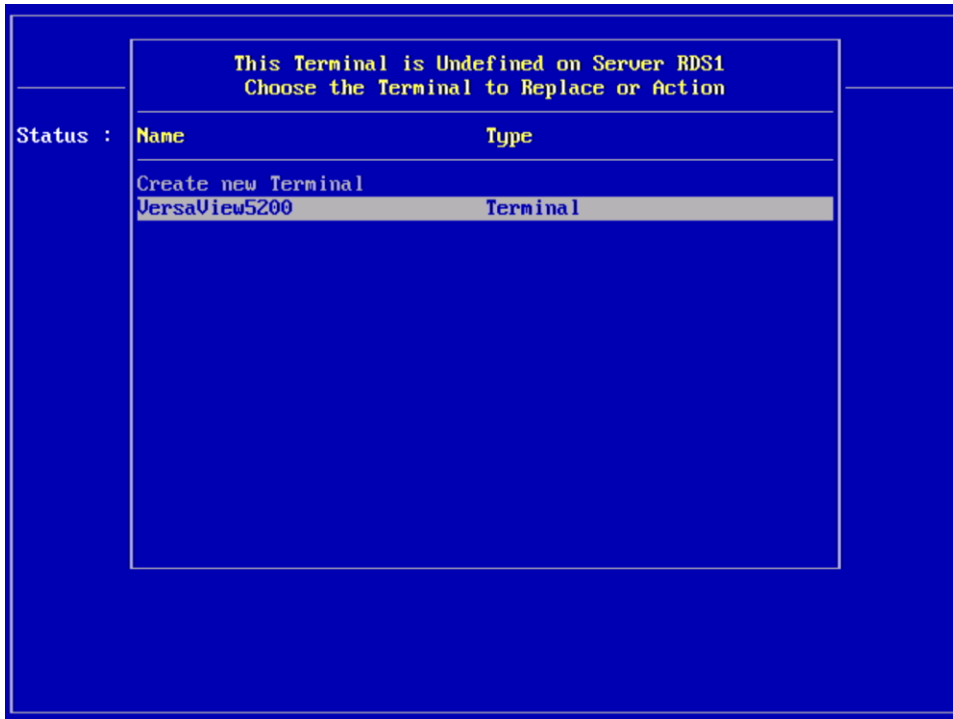 This Terminal is Undefined on Server RDS1
Choose the Terminal to Replace or Action
Status :
Name Type
Create new Terminal
VersaView5200 Terminal